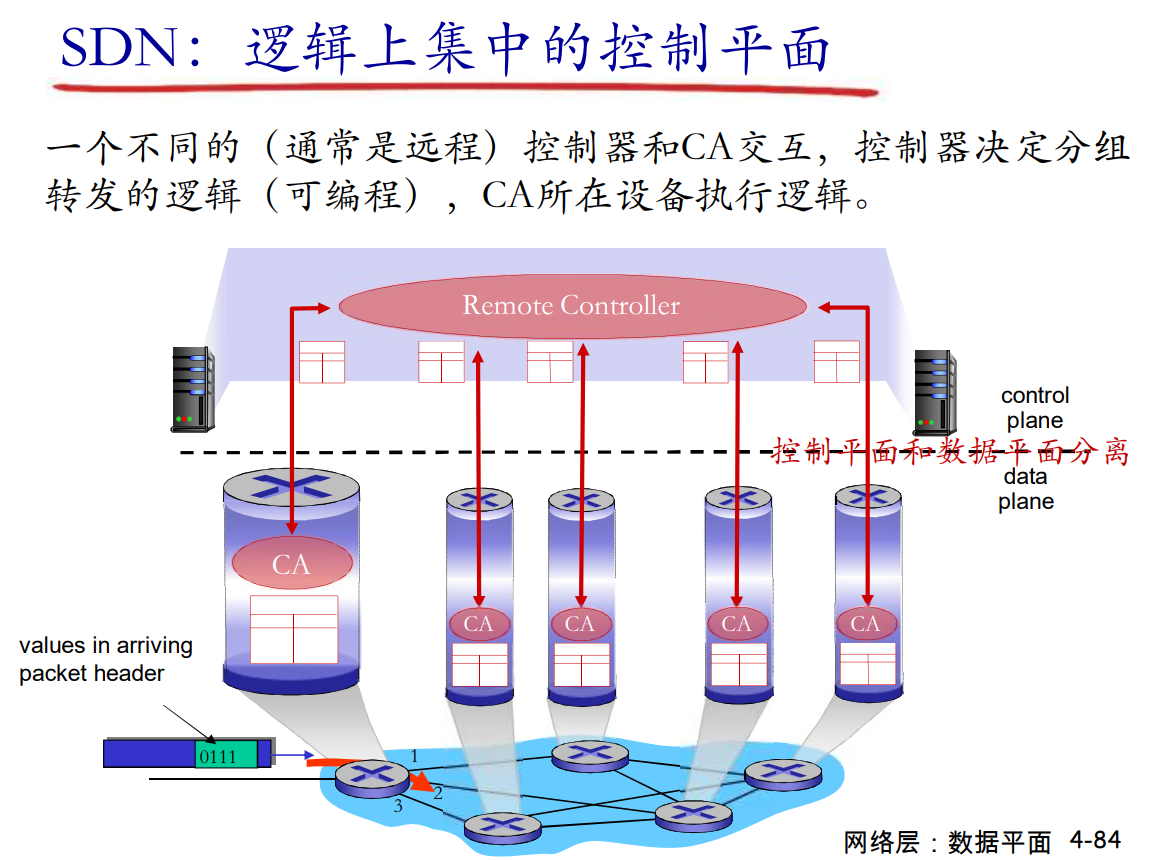 SDN：逻辑上集中的控制平面
一个不同的（通常是远程）控制器和CA交互，控制器决定分组
转发的逻辑（可编程），CA所在设备执行逻辑。
Remote Controller
control
plane
控制平面和数据平面分离
data
plane
CA
CA
CA
CA
CA
values in arriving
packet header
0111
1
2
3
网络层：数据平面 4-84